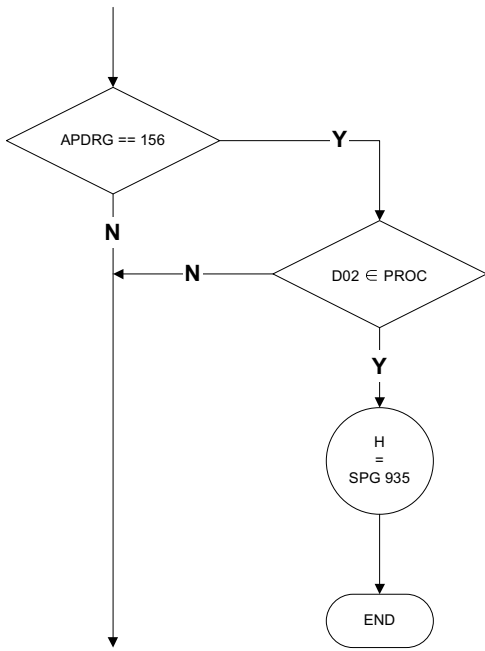 APDRG == 156
Y
N
N
D02 ∈ PROC
Y
H
=
SPG 935
END